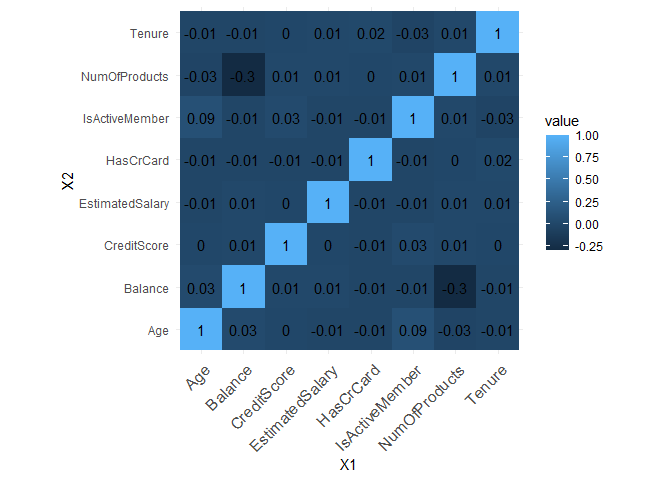 Tenure -0.01 -0.01 0 0.01 0.02 -0.03 0.01 1
NumOfProducts -0.03 -0.3 0.01 0.01 0 0.01 1 0.01
IsActiveMember 0.09 -0.01 0.03 -0.01 -0.01 1 0.01 -0.03
HasCrCard -0.01 -0.01 -0.01 -0.01 1 -0.01 0 0.02
EstimatedSalary -0.01 0.01 0 1 -0.01 -0.01 0.01 0.01
CreditScore 0 0.01 1 0 -0.01 0.03 0.01 0
Balance 0.03 1 0.01 0.01 -0.01 -0.01 -0.3 -0.01
Age 1 0.03 0 -0.01 -0.01 0.09 -0.03 -0.01
X2
Age Balance CreditScore EstimatedSalary HasCrCard IsActiveMember NumOfProducts Tenure
X1
value
1.00
0.75
0.50
0.25
0.00
-0.25